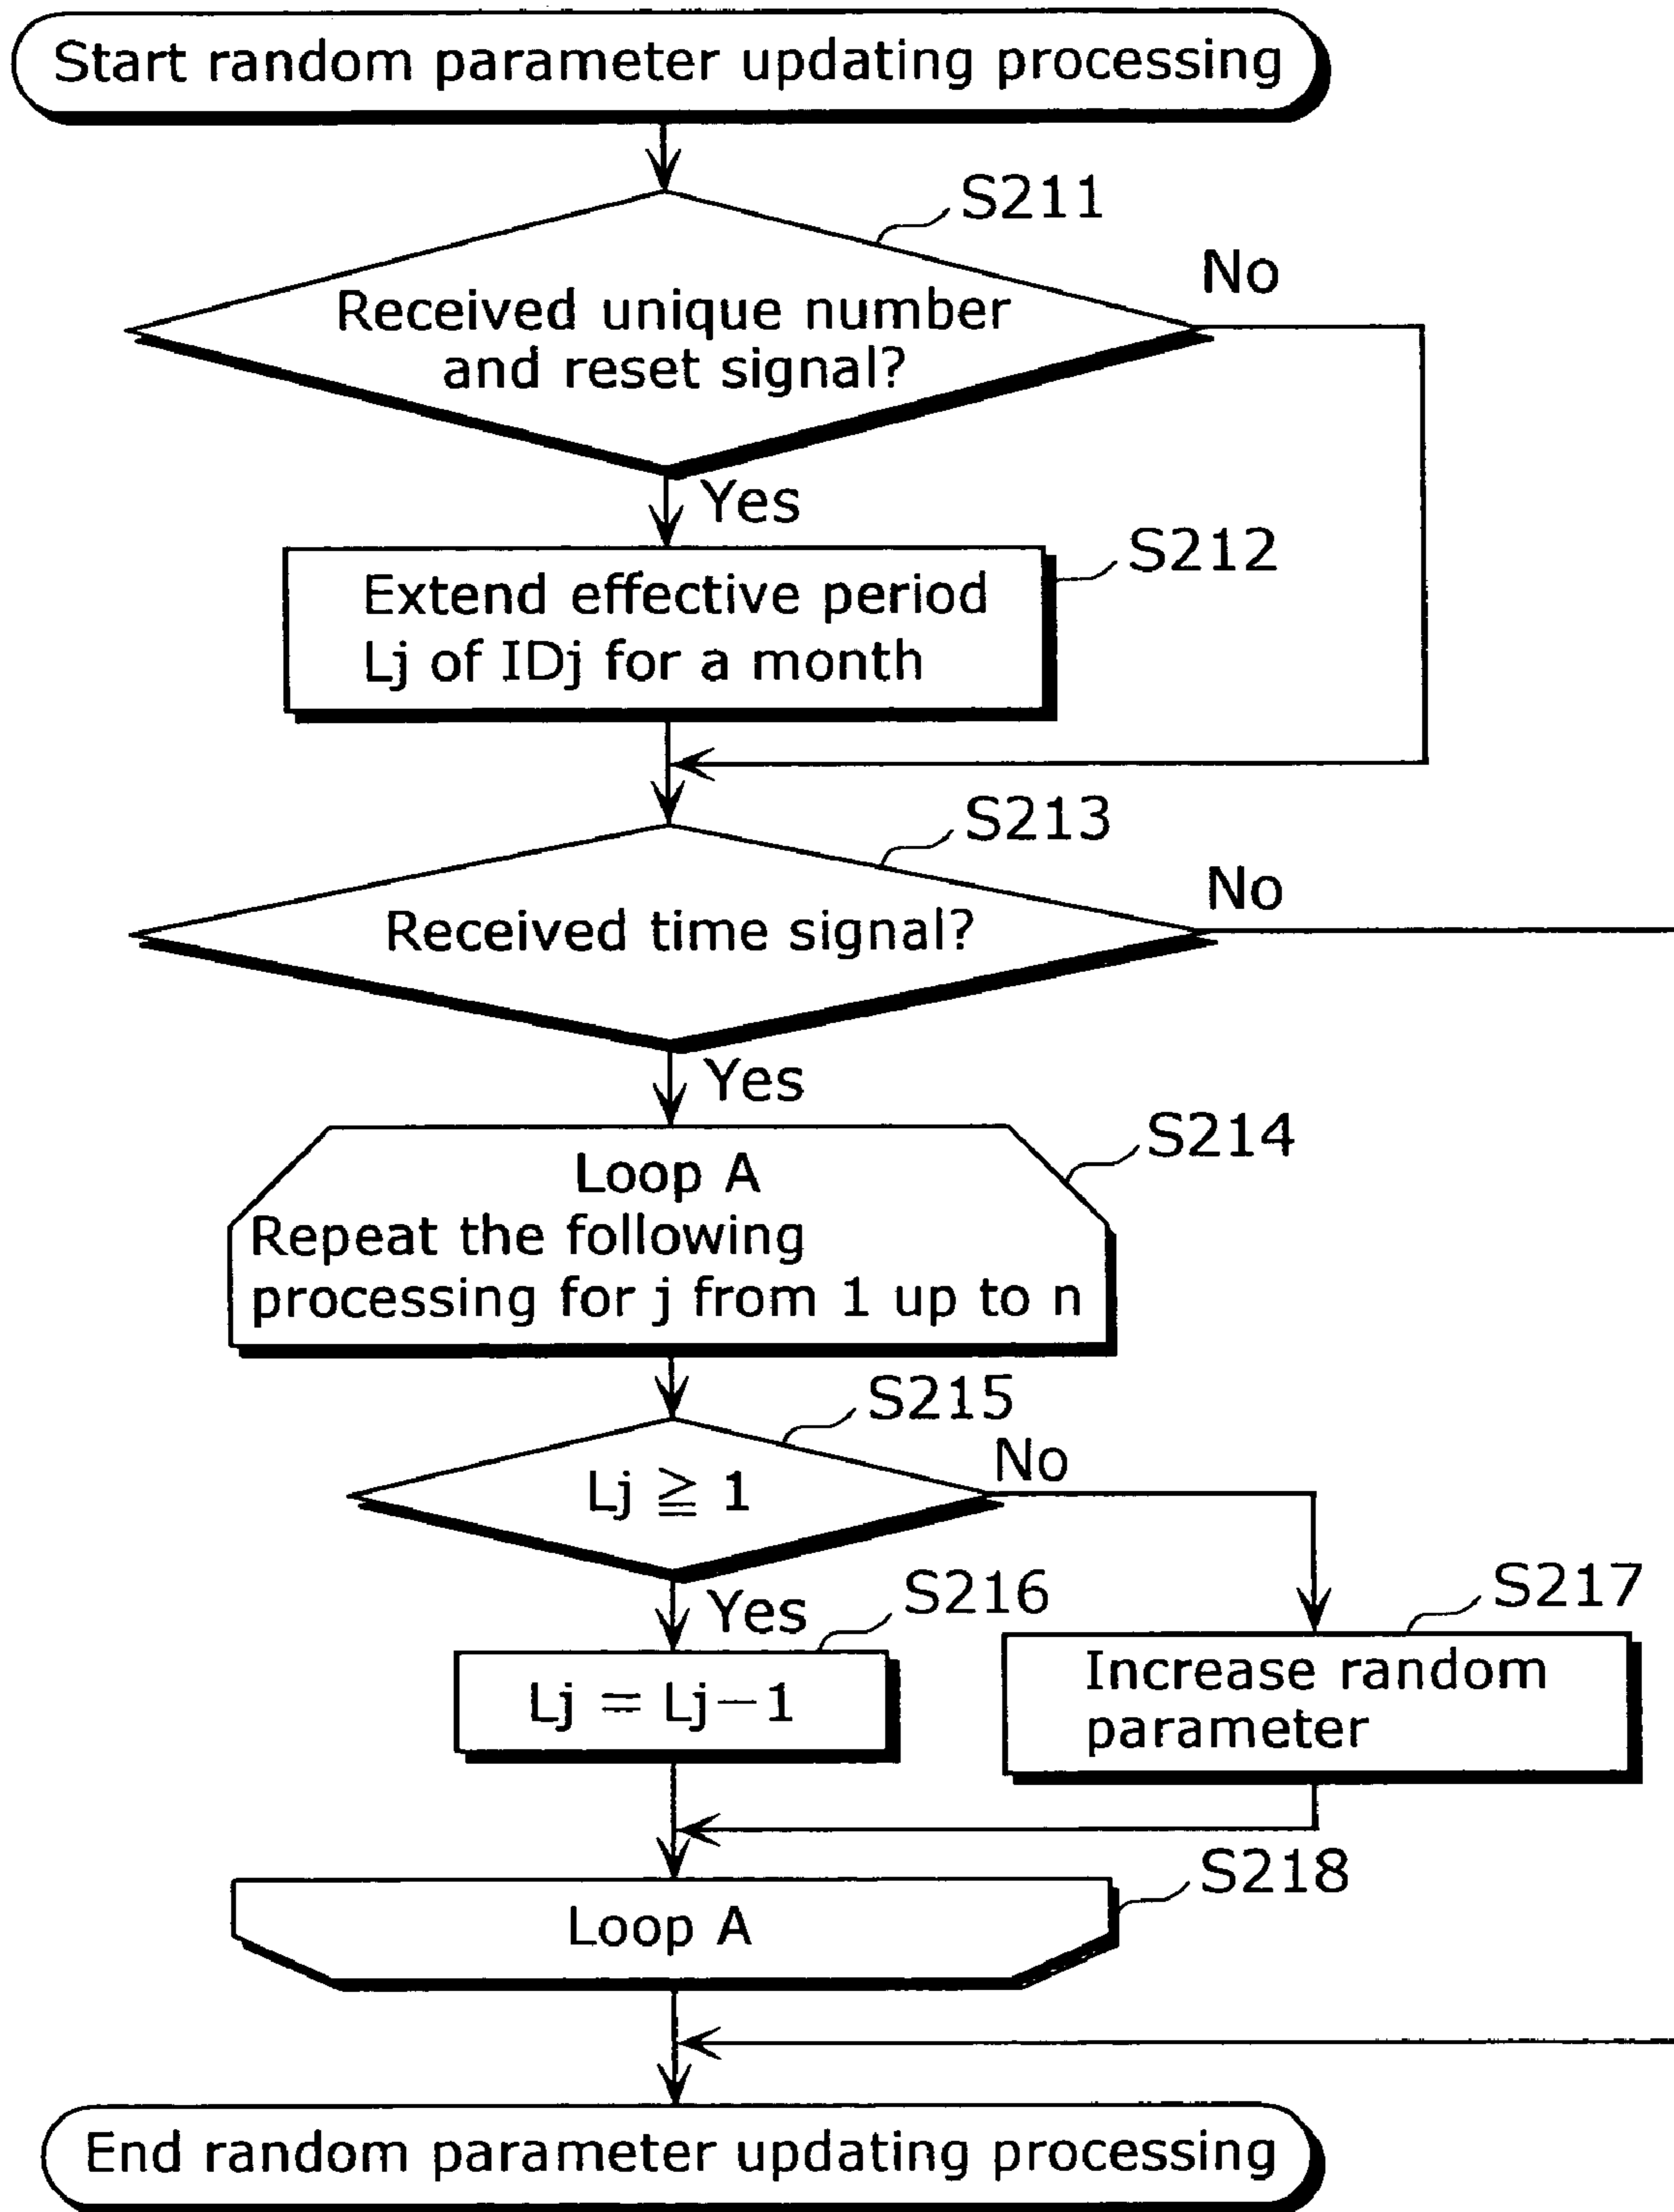 Start random parameter updating processing
S211
No
Received unique number
and reset signal?
Yes
S212
Extend effective period
Lj of IDj for a month
S213
No
Received time signal?
Yes
S214
Loop A
Repeat the following
processing for j from 1 up to n
S215
No
Lj ≧ 1
Yes
S216
S217
Lj = Lj−1
Increase random
parameter
S218
Loop A
End random parameter updating processing